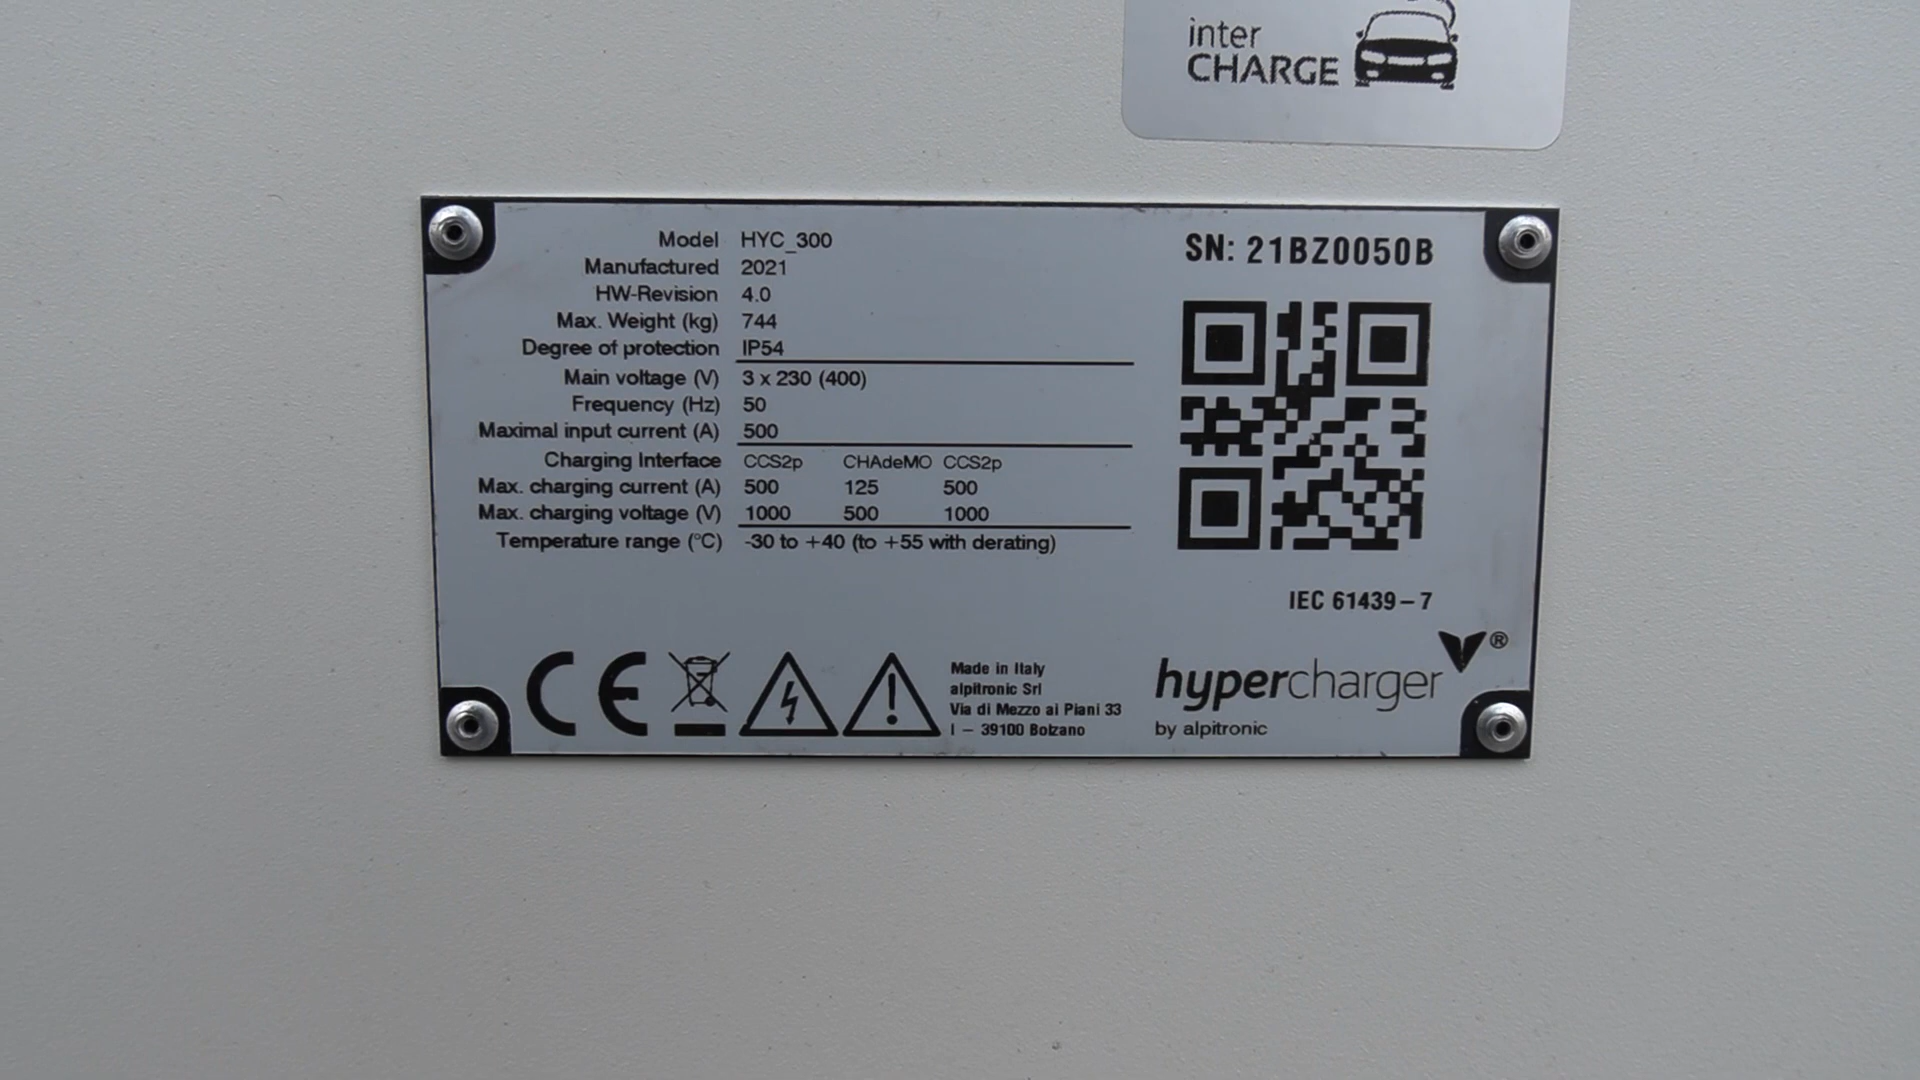 inter
CHARGE
Model HYC_300
Manufactured 2021
HW-Revision 4.0
Max. Weight (kg) 744
Degree of protection IP54
Main voltage (V) 3 x 230 (400)
Frequency (Hz) 50
Maximal input current (A) 500
Charging Interface CCS2p CHAdeMO CCS2p
Max. charging current (A) 500 125 500
Max. charging voltage (V) 1000 500 1000
Temperature range (°C) -30 to +40 (to +55 with derating)
SN: 21BZ0050B
IEC 61439-7
CE
Made in Italy
alpitronic Srl
Via di Mezzo ai Piani 33
I - 39100 Bolzano
hypercharger®
by alpitronic